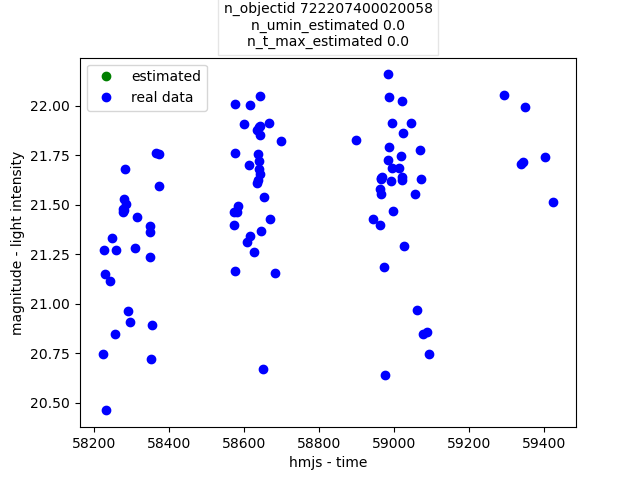 n_objectid 722207400020058
n_umin_estimated 0.0
n_t_max_estimated 0.0
estimated
real data
magnitude - light intensity
22.00
21.75
21.50
21.25
21.00
20.75
20.50
58200 58400 58600 58800 59000 59200 59400
hmjs - time